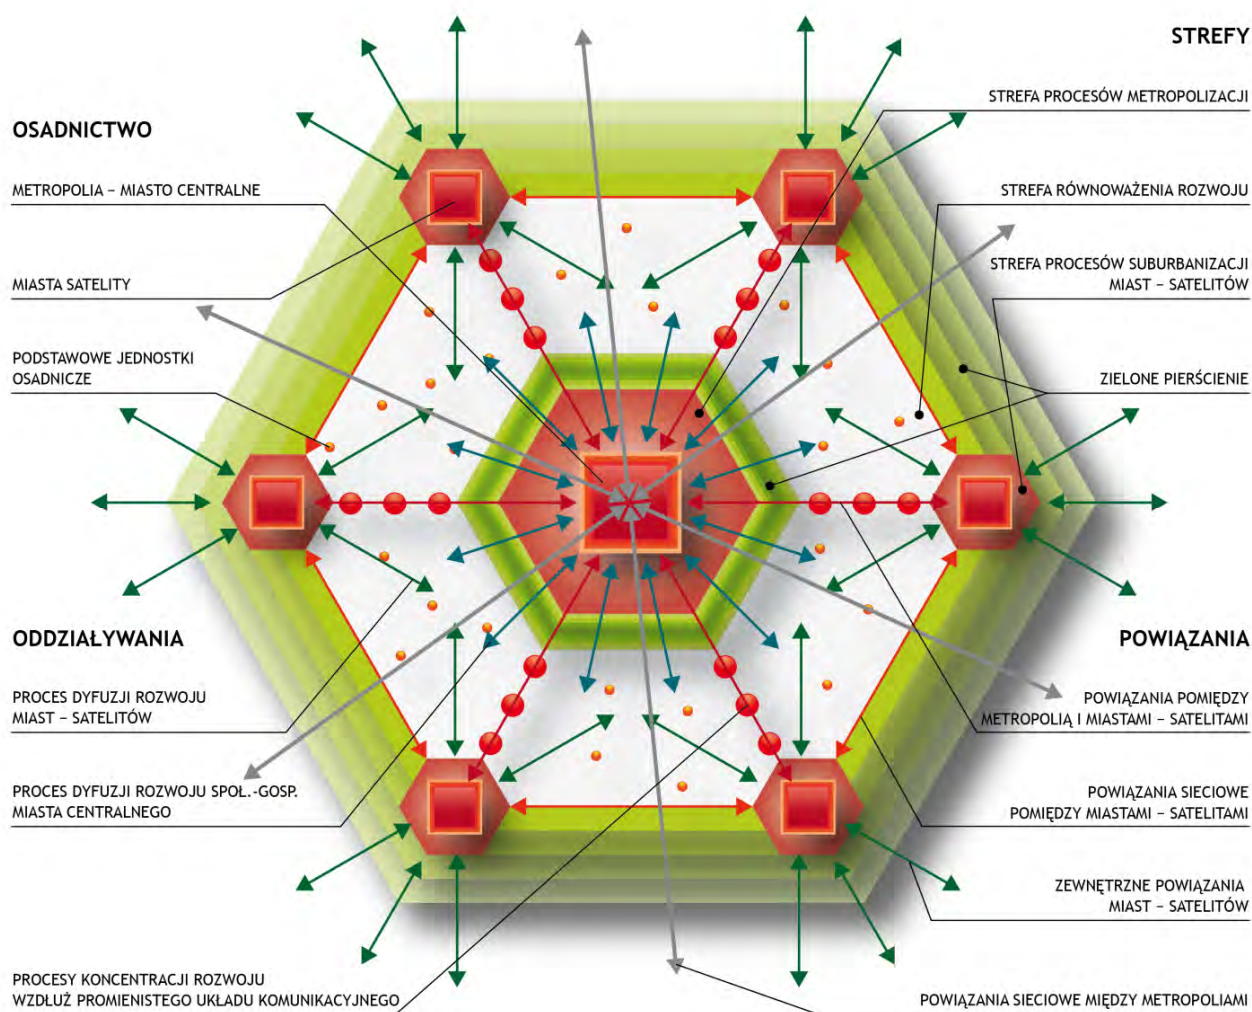 OSADNICTWO
METROPOLIA – MIASTO CENTRALNE
MIASTA SATELITY
PODSTAWOWE JEDNOSTKI
OSADNICZE
ODDZIAŁYWANIA
PROCES DYFUZJI ROZWOJU
MIAST – SATELITÓW
PROCES DYFUZJI ROZWOJU SPOŁ.-GOSP.
MIASTA CENTRALNEGO
PROCESY KONCENTRACJI ROZWOJU
WZDŁUŻ PROMIENISTEGO UKŁADU KOMUNIKACYJNEGO
STREFY
STREFA PROCESÓW METROPOLIZACJI
STREFA RÓWNOWAŻENIA ROZWOJU
STREFA PROCESÓW SUBURBANIZACJI
MIAST – SATELITÓW
ZIELONE PIERŚCIENIE
POWIĄZANIA
POWIĄZANIA POMIĘDZY
METROPOLIĄ I MIASTAMI – SATELITAMI
POWIĄZANIA SIECIOWE
POMIĘDZY MIASTAMI – SATELITAMI
ZEWNĘTRZNE POWIĄZANIA
MIAST – SATELITÓW
POWIĄZANIA SIECIOWE MIĘDZY METROPOLIAMI